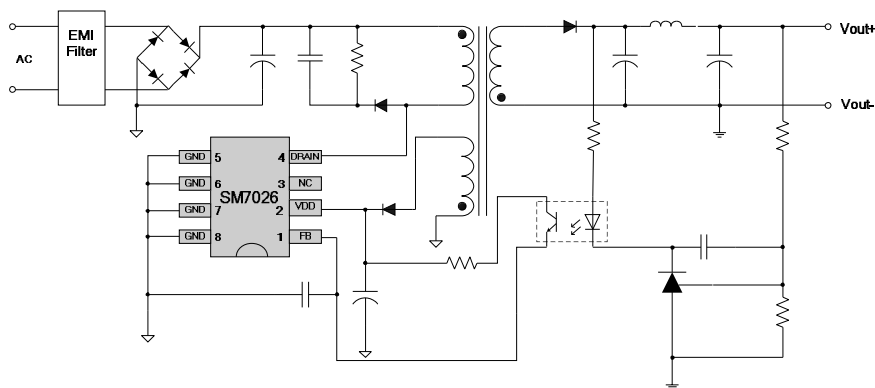 EMI
Filter
AC
Vout+
Vout-
GND 5 4 DRAIN
GND 6 3 NC
SM7026
GND 7 2 VDD
GND 8 1 FB